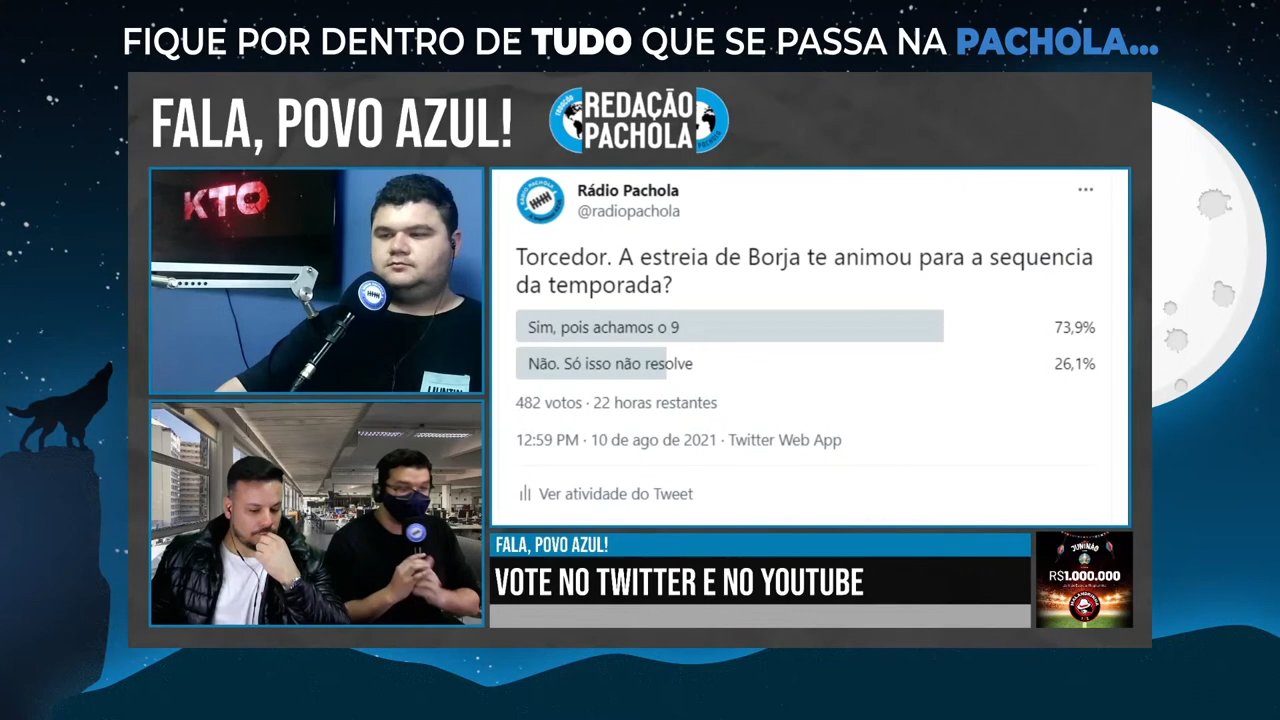 FIQUE POR DENTRO DE TUDO QUE SE PASSA NA PACHOLA...
FALA, POVO AZUL!
REDAÇÃO
PACHOLA
KTO
Rádio Pachola
@radiopachola
Torcedor. A estreia de Borja te animou para a sequencia
da temporada?
Sim, pois achamos o 9 73,9%
Não. Só isso não resolve 26,1%
482 votos · 22 horas restantes
12:59 PM · 10 de ago de 2021 · Twitter Web App
Ver atividade do Tweet
FALA, POVO AZUL!
VOTE NO TWITTER E NO YOUTUBE
JUNINÃO
R$1.000.000
MALANDRINHA